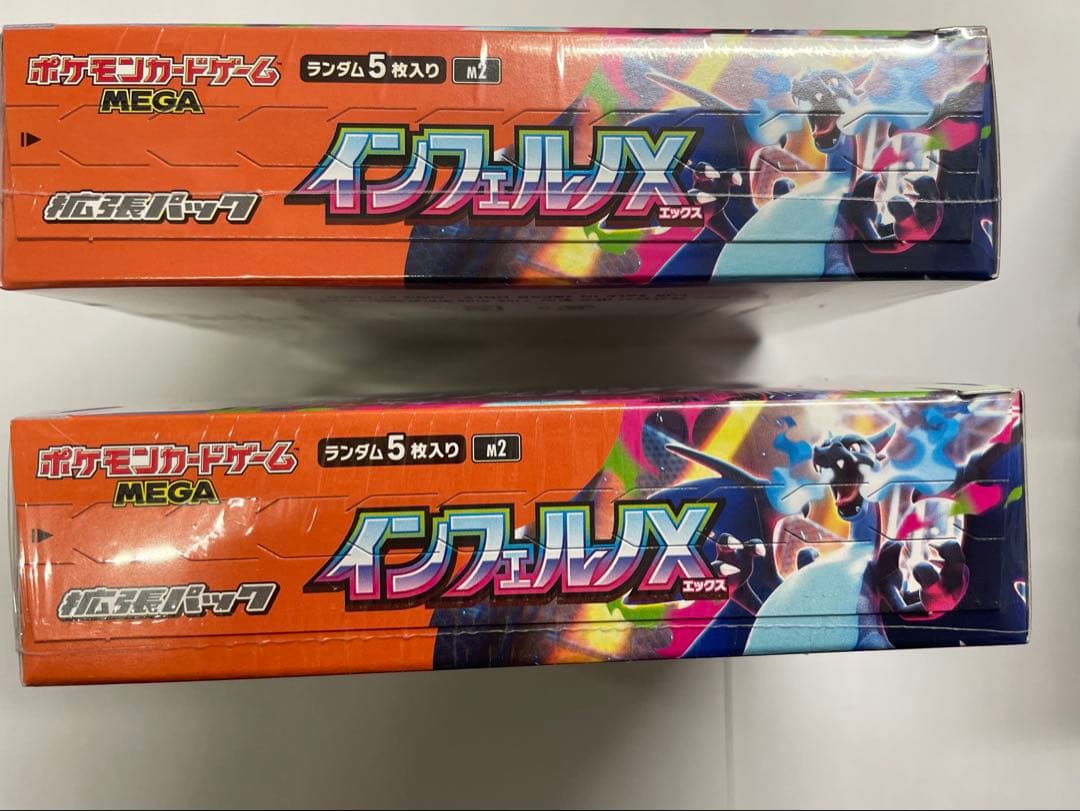 ポケモンカードゲーム
MEGA
ランダム5枚入り M2
インフェルノX
エックス
拡張パック
ポケモンカードゲーム
MEGA
ランダム5枚入り M2
インフェルノX
エックス
拡張パック